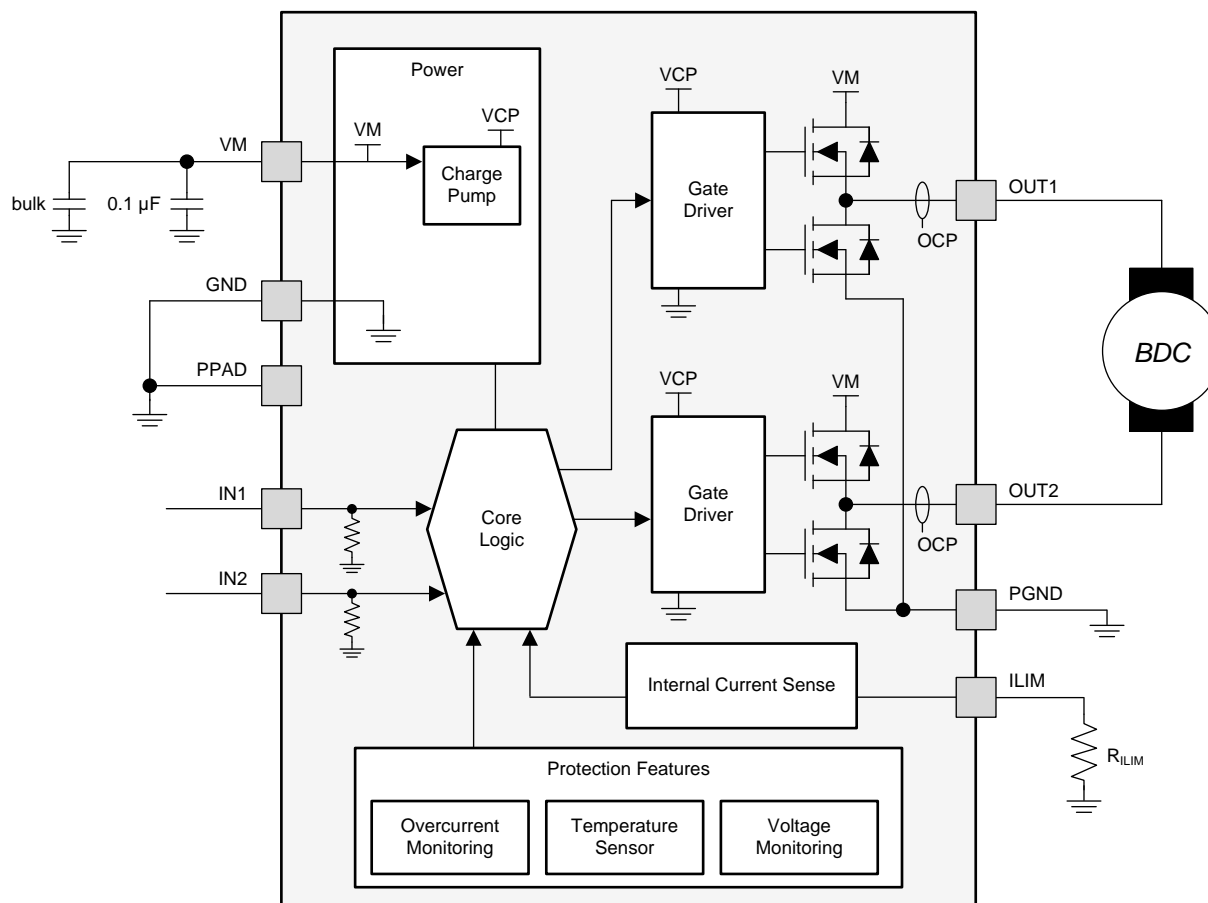 Power
VCP
VM
VM
VCP
VM
Charge
Pump
Gate
Driver
bulk
0.1 µF
OUT1
OCP
GND
PPAD
BDC
VCP
VM
IN1
Core
Logic
Gate
Driver
OUT2
OCP
IN2
PGND
Internal Current Sense
ILIM
RILIM
Protection Features
Overcurrent
Monitoring
Temperature
Sensor
Voltage
Monitoring